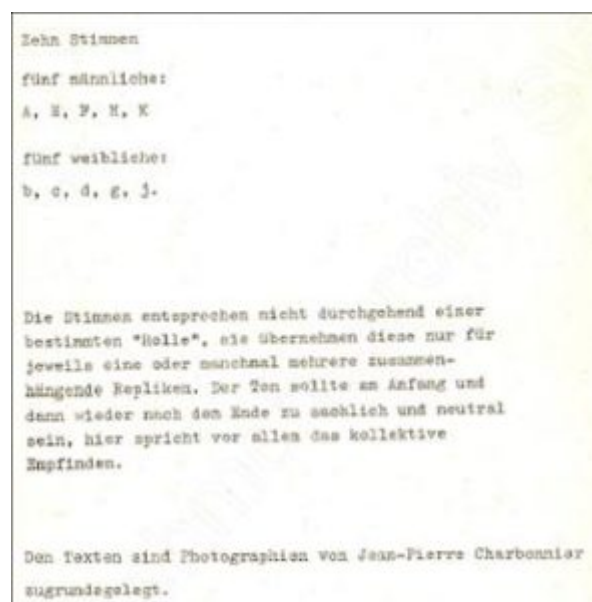 Zehn Stimmen
fünf männliche:
A, E, F, H, K
fünf weibliche:
b, c, d, g, j.
Die Stimmen entsprechen nicht durchgehend einer
bestimmten "Rolle", sie übernehmen diese nur für
jeweils eine oder manchmal mehrere zusammen-
hängende Repliken. Der Ton sollte am Anfang und
dann wieder nach dem Ende zu sachlich und neutral
sein, hier spricht vor allem das kollektive
Empfinden.
Den Texten sind Photographien von Jean-Pierre Charbonnier
zugrundegelegt.